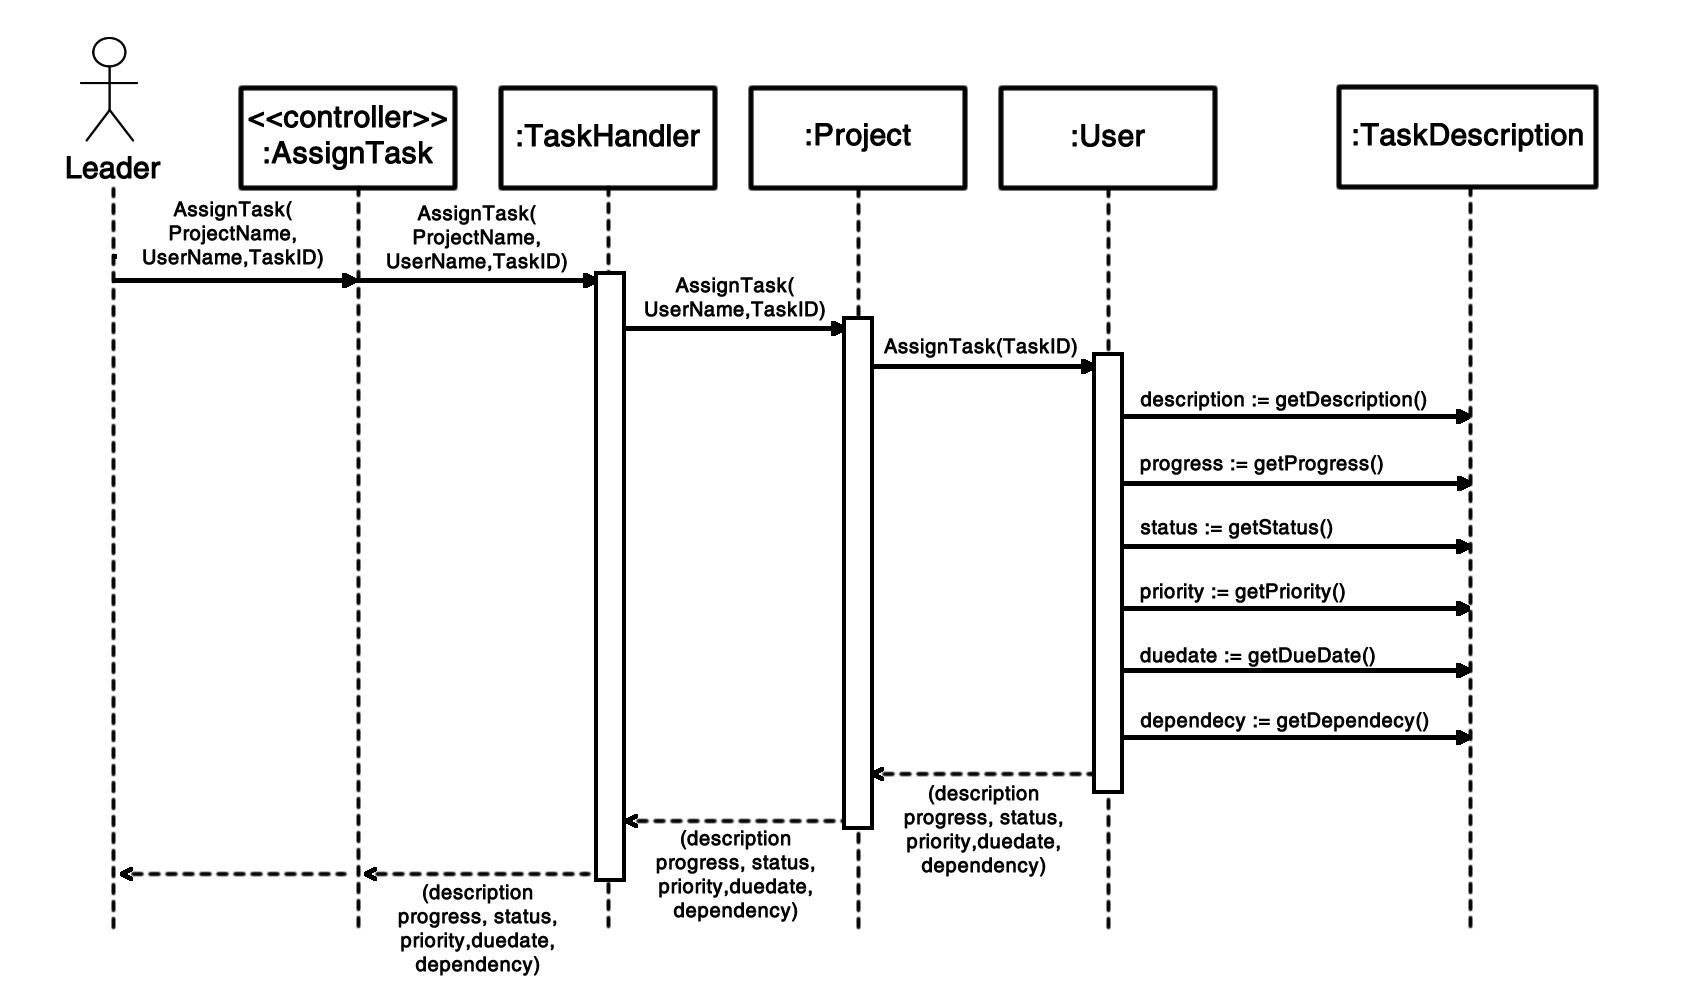 Leader
<<controller>>
:AssignTask
:TaskHandler
:Project
:User
:TaskDescription
AssignTask(
ProjectName,
UserName,TaskID)
AssignTask(
ProjectName,
UserName,TaskID)
AssignTask(
UserName,TaskID)
AssignTask(TaskID)
description := getDescription()
progress := getProgress()
status := getStatus()
priority := getPriority()
duedate := getDueDate()
dependecy := getDependecy()
(description
progress, status,
priority,duedate,
dependency)
(description
progress, status,
priority,duedate,
dependency)
(description
progress, status,
priority,duedate,
dependency)